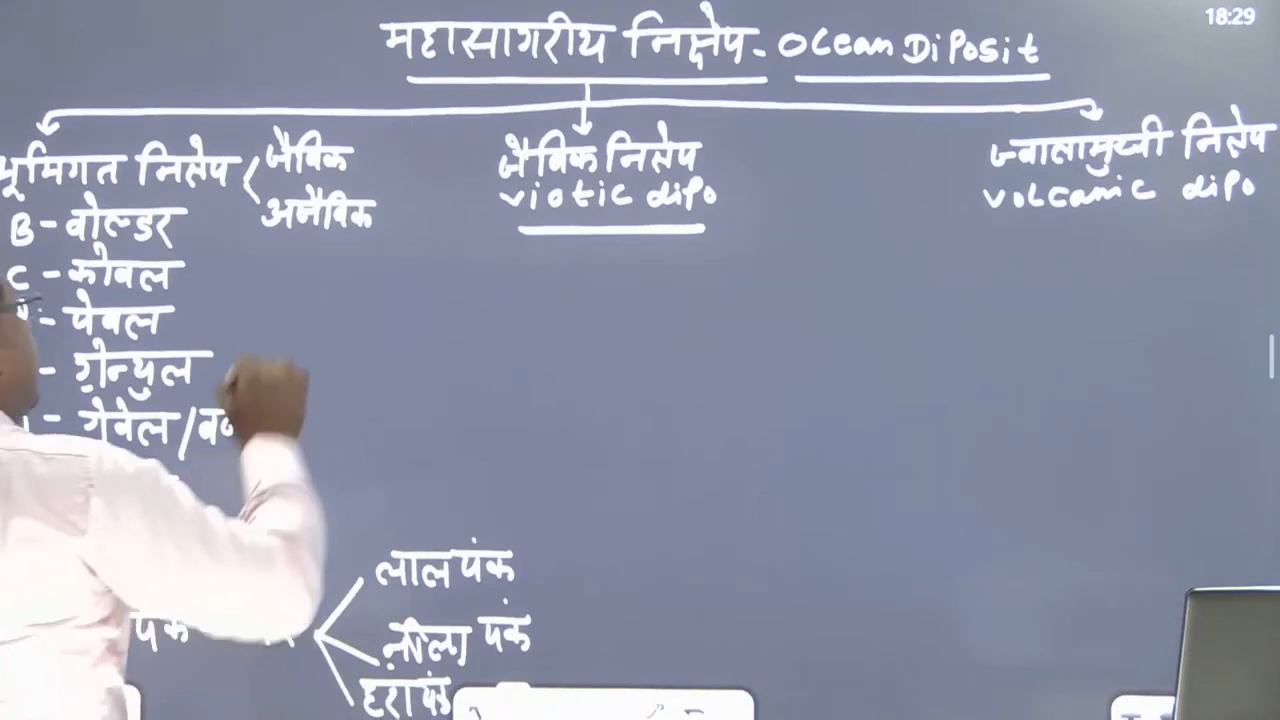 18:29
महासागरीय निक्षेप - Ocean Diposit
भूमिगत निक्षेप
जैविक
अजैविक
जैविक निक्षेप
viotic dipo
ज्वालामुखी निक्षेप
volcanic dipo
B - बोल्डर
C - कोबल
- पेबल
- ग्रेन्युल
- ग्रेवेल /
लाल पंक
पंक
नीला पंक
हरा पंक